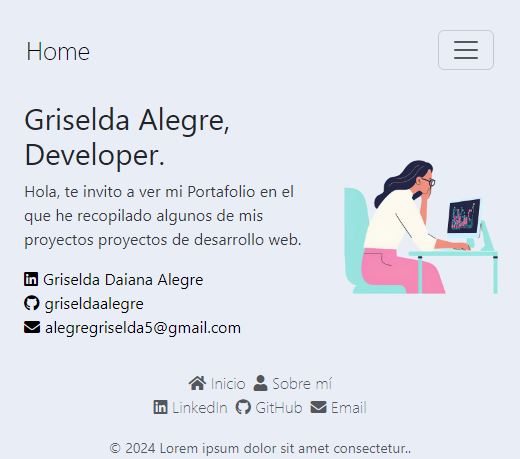 Home
Griselda Alegre,
Developer.
Hola, te invito a ver mi Portafolio en el
que he recopilado algunos de mis
proyectos proyectos de desarrollo web.
Griselda Daiana Alegre
griseldaalegre
alegregriselda5@gmail.com
Inicio Sobre mí
LinkedIn GitHub Email
© 2024 Lorem ipsum dolor sit amet consectetur..